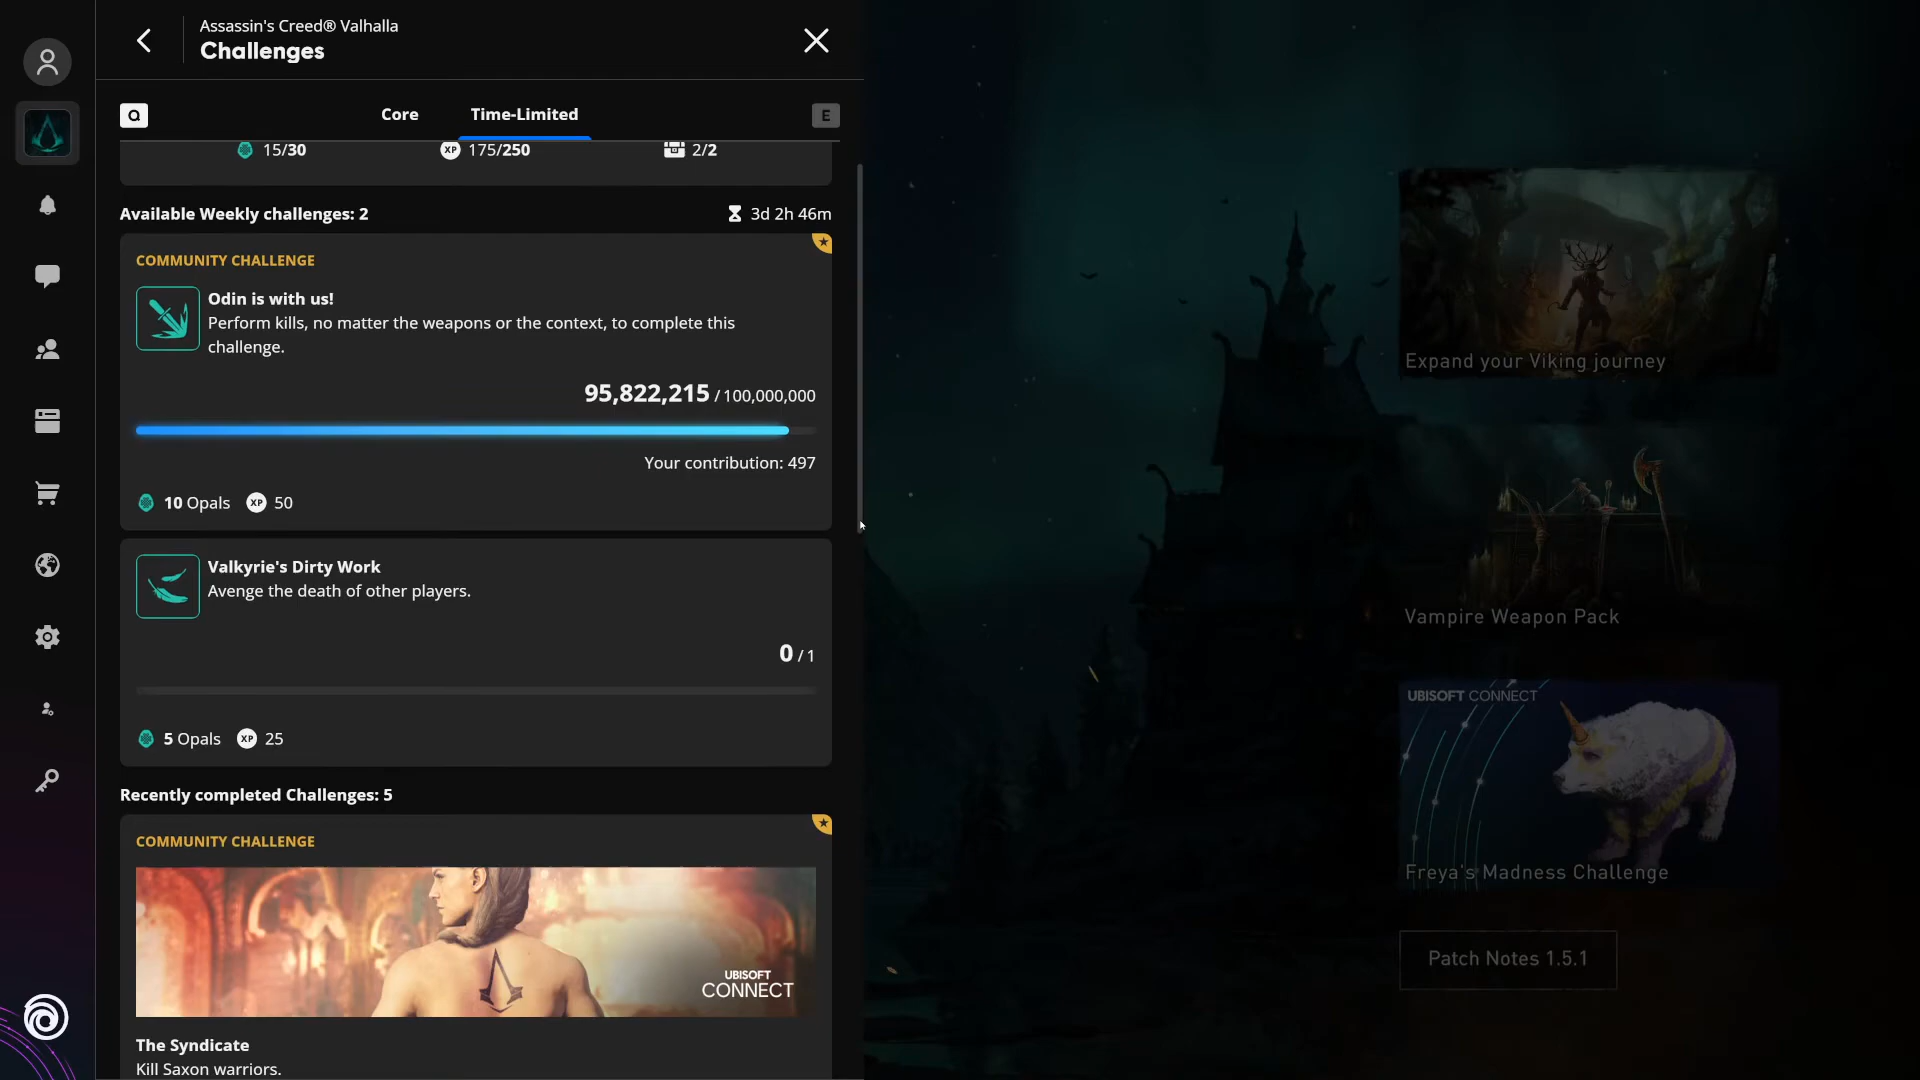 Assassin's Creed® Valhalla
Challenges
Q
Core
Time-Limited
E
15/30
XP 175/250
2/2
Available Weekly challenges: 2
3d 2h 46m
COMMUNITY CHALLENGE
Odin is with us!
Perform kills, no matter the weapons or the context, to complete this
challenge.
95,822,215 / 100,000,000
Your contribution: 497
10 Opals
XP 50
Valkyrie's Dirty Work
Avenge the death of other players.
0 / 1
5 Opals
XP 25
Recently completed Challenges: 5
COMMUNITY CHALLENGE
UBISOFT
CONNECT
The Syndicate
Kill Saxon warriors.
Expand your Viking journey
Vampire Weapon Pack
UBISOFT CONNECT
Freya's Madness Challenge
Patch Notes 1.5.1